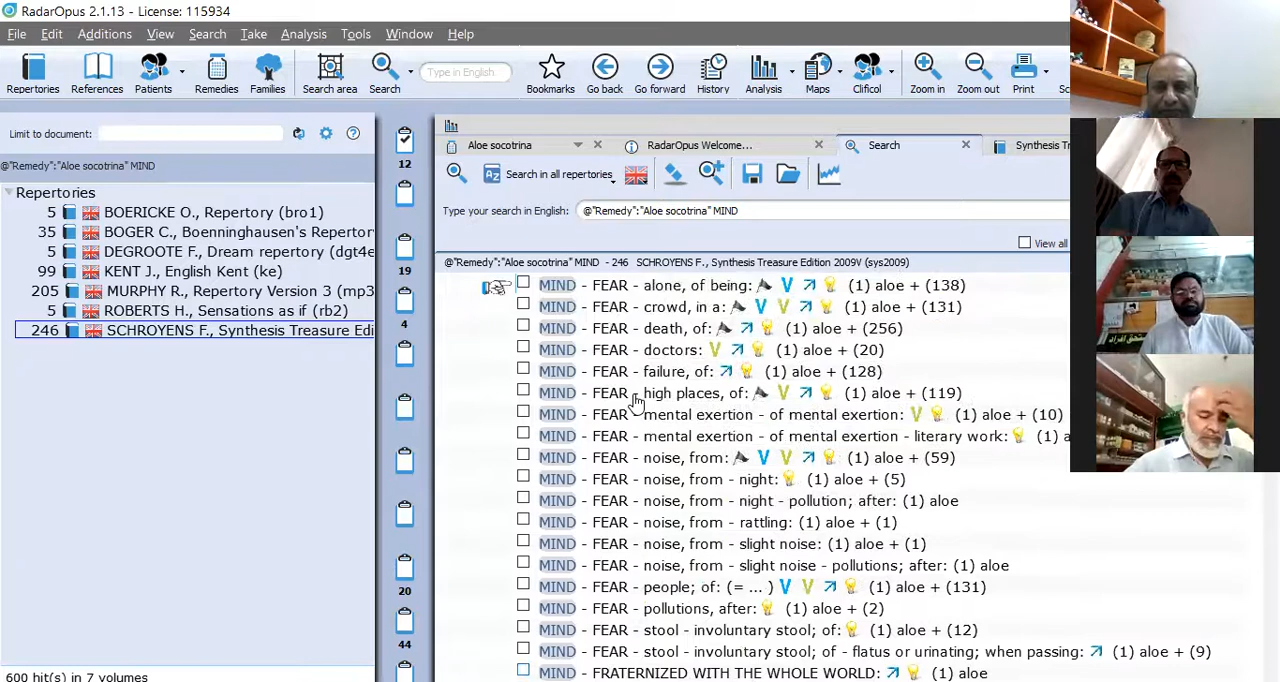 RadarOpus 2.1.13 - License: 115934
File Edit Additions View Search Take Analysis Tools Window Help
Type in English
Repertories References Patients Remedies Families Search area Search Bookmarks Go back Go forward History Analysis Maps Clificol Zoom in Zoom out Print
Limit to document:
@"Remedy":"Aloe socotrina" MIND
Repertories
5 BOERICKE O., Repertory (bro1)
35 BOGER C., Boenninghausen's Repertory
5 DEGROOTE F., Dream repertory (dgt4e
99 KENT J., English Kent (ke)
205 MURPHY R., Repertory Version 3 (mp3
5 ROBERTS H., Sensations as if (rb2)
246 SCHROYENS F., Synthesis Treasure Edi
600 hit(s) in 7 volumes
12
19
4
20
44
Aloe socotrina RadarOpus Welcome... Search Synthesis Tr
Search in all repertories
Type your search in English: @"Remedy":"Aloe socotrina" MIND
View all
@"Remedy":"Aloe socotrina" MIND - 246 SCHROYENS F., Synthesis Treasure Edition 2009V (sys2009)
MIND - FEAR - alone, of being: (1) aloe + (138)
MIND - FEAR - crowd, in a: (1) aloe + (131)
MIND - FEAR - death, of: (1) aloe + (256)
MIND - FEAR - doctors: (1) aloe + (20)
MIND - FEAR - failure, of: (1) aloe + (128)
MIND - FEAR - high places, of: (1) aloe + (119)
MIND - FEAR - mental exertion - of mental exertion: (1) aloe + (10)
MIND - FEAR - mental exertion - of mental exertion - literary work: (1) a
MIND - FEAR - noise, from: (1) aloe + (59)
MIND - FEAR - noise, from - night: (1) aloe + (5)
MIND - FEAR - noise, from - night - pollution; after: (1) aloe
MIND - FEAR - noise, from - rattling: (1) aloe + (1)
MIND - FEAR - noise, from - slight noise: (1) aloe + (1)
MIND - FEAR - noise, from - slight noise - pollutions; after: (1) aloe
MIND - FEAR - people; of: (= ... ) (1) aloe + (131)
MIND - FEAR - pollutions, after: (1) aloe + (2)
MIND - FEAR - stool - involuntary stool; of: (1) aloe + (12)
MIND - FEAR - stool - involuntary stool; of - flatus or urinating; when passing: (1) aloe + (9)
MIND - FRATERNIZED WITH THE WHOLE WORLD: (1) aloe